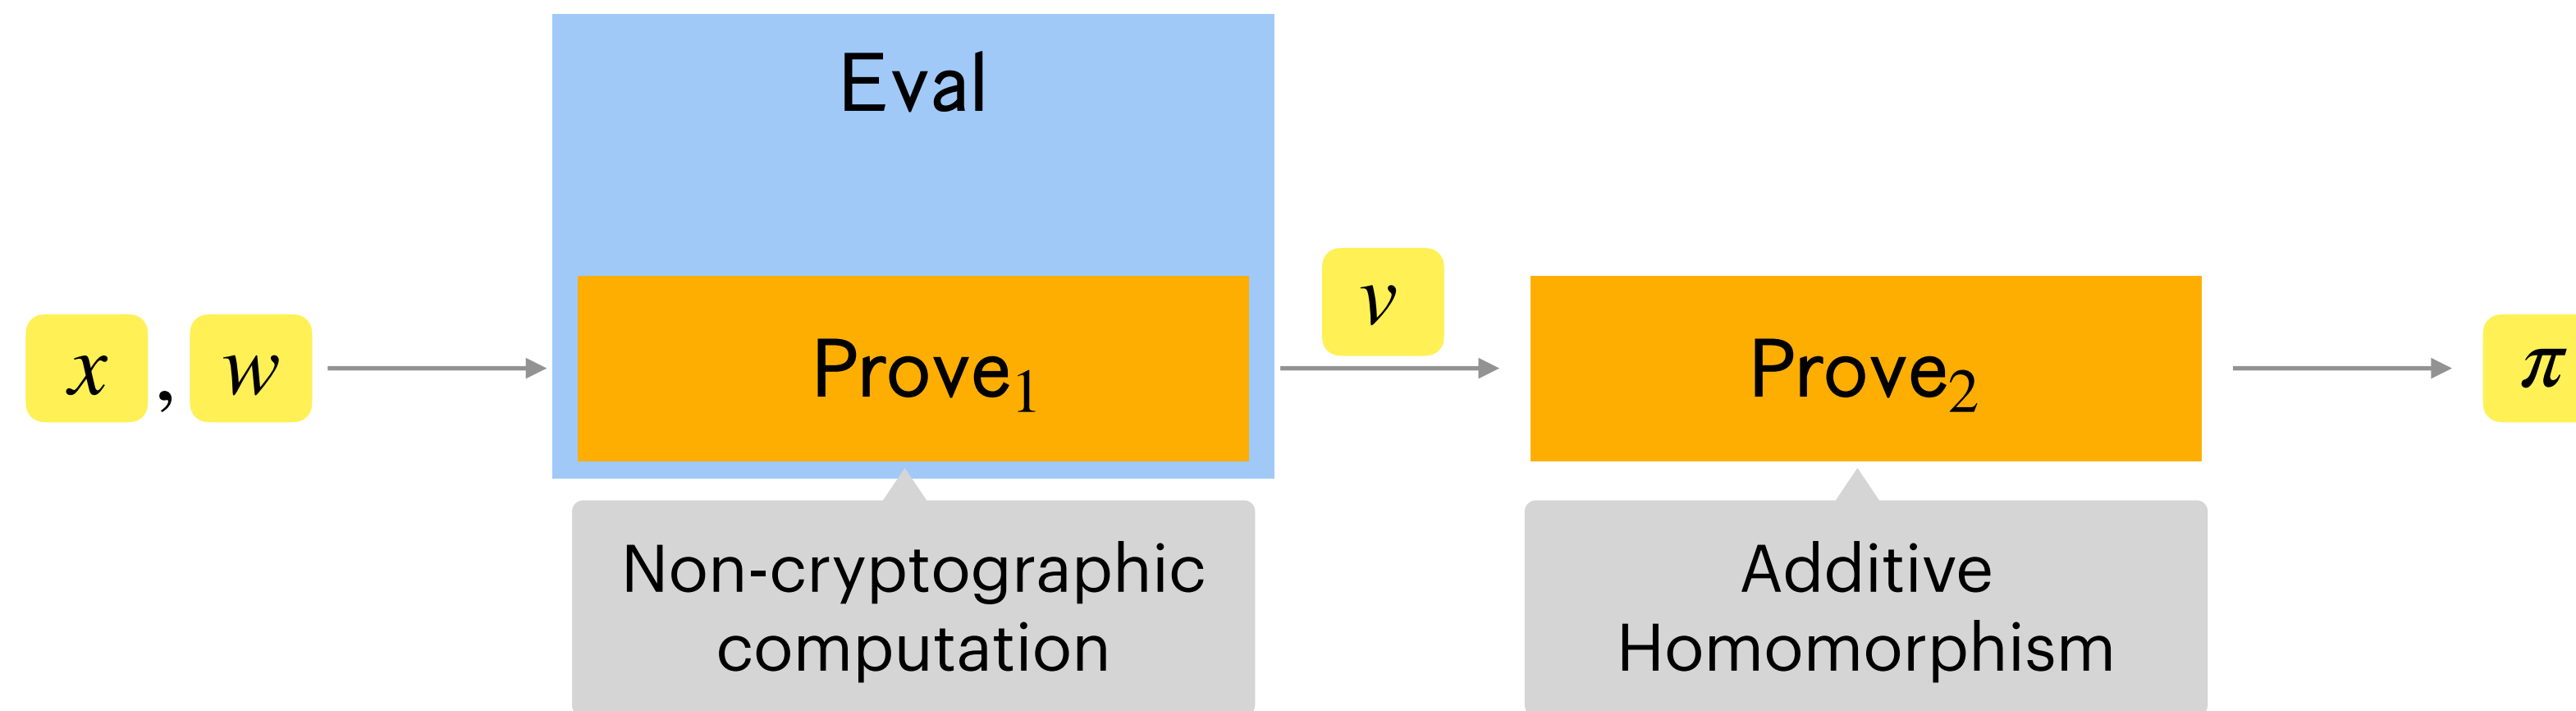 Eval
x , w
Prove₁
v
Prove₂
π
Non-cryptographic
computation
Additive
Homomorphism